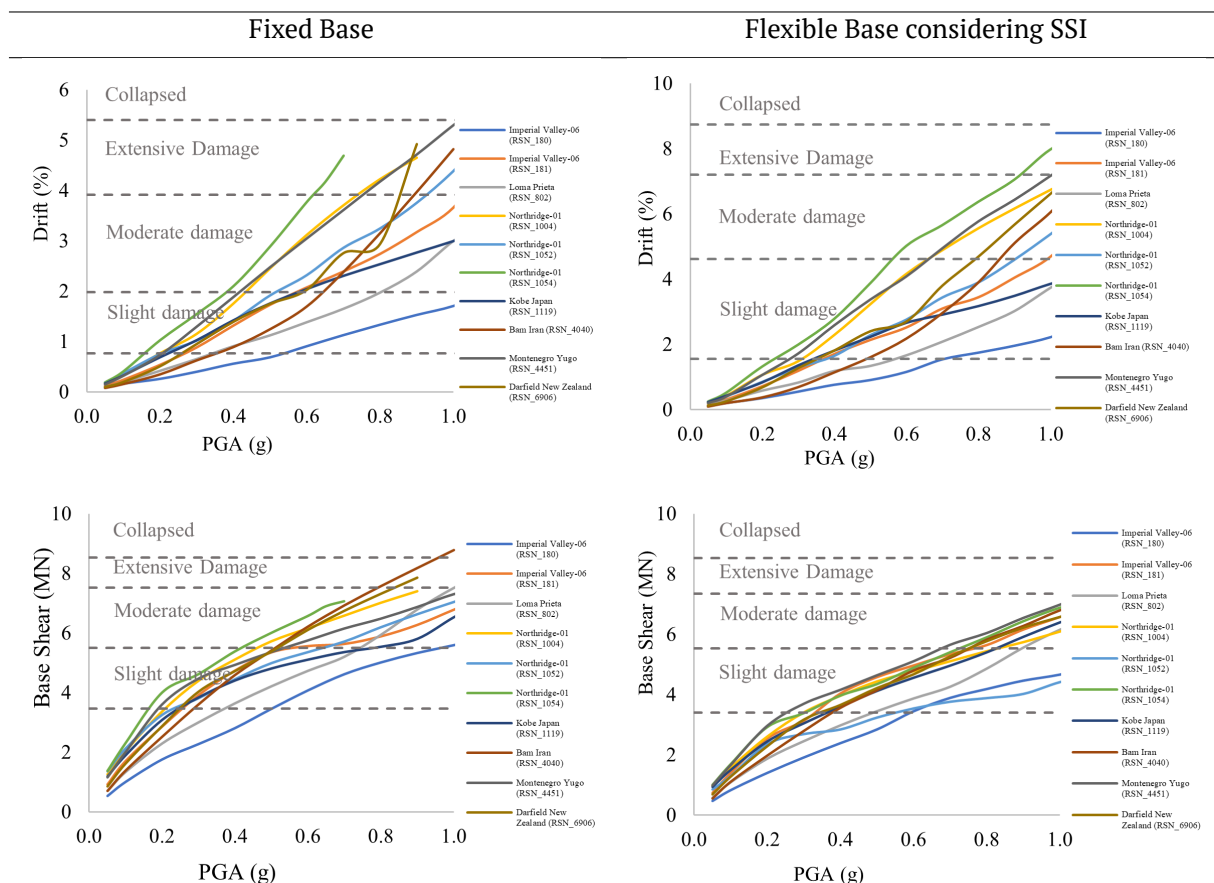 Fixed Base
Flexible Base considering SSI
6
5
4
3
2
1
0
Drift (%)
Collapsed
Extensive Damage
Moderate damage
Slight damage
0.0
0.2
0.4
0.6
0.8
1.0
PGA (g)
Imperial Valley-06
(RSN_180)
Imperial Valley-06
(RSN_181)
Loma Prieta
(RSN_802)
Northridge-01
(RSN_1004)
Northridge-01
(RSN_1052)
Northridge-01
(RSN_1054)
Kobe Japan
(RSN_1119)
Bam Iran (RSN_4040)
Montenegro Yugo
(RSN_4451)
Darfield New Zealand
(RSN_6906)
10
8
6
4
2
0
Drift (%)
Collapsed
Extensive Damage
Moderate damage
Slight damage
0.0
0.2
0.4
0.6
0.8
1.0
PGA (g)
Imperial Valley-06
(RSN_180)
Imperial Valley-06
(RSN_181)
Loma Prieta
(RSN_802)
Northridge-01
(RSN_1004)
Northridge-01
(RSN_1052)
Northridge-01
(RSN_1054)
Kobe Japan
(RSN_1119)
Bam Iran (RSN_4040)
Montenegro Yugo
(RSN_4451)
Darfield New Zealand
(RSN_6906)
10
8
6
4
2
0
Base Shear (MN)
Collapsed
Extensive Damage
Moderate damage
Slight damage
0.0
0.2
0.4
0.6
0.8
1.0
PGA (g)
Imperial Valley-06
(RSN_180)
Imperial Valley-06
(RSN_181)
Loma Prieta
(RSN_802)
Northridge-01
(RSN_1004)
Northridge-01
(RSN_1052)
Northridge-01
(RSN_1054)
Kobe Japan
(RSN_1119)
Bam Iran
(RSN_4040)
Montenegro Yugo
(RSN_4451)
Darfield New
Zealand (RSN_6906)
10
8
6
4
2
0
Base Shear (MN)
Collapsed
Extensive Damage
Moderate damage
Slight damage
0.0
0.2
0.4
0.6
0.8
1.0
PGA (g)
Imperial Valley-06
(RSN_180)
Imperial Valley-06
(RSN_181)
Loma Prieta
(RSN_802)
Northridge-01
(RSN_1004)
Northridge-01
(RSN_1052)
Northridge-01
(RSN_1054)
Kobe Japan
(RSN_1119)
Bam Iran
(RSN_4040)
Montenegro Yugo
(RSN_4451)
Darfield New
Zealand (RSN_6906)